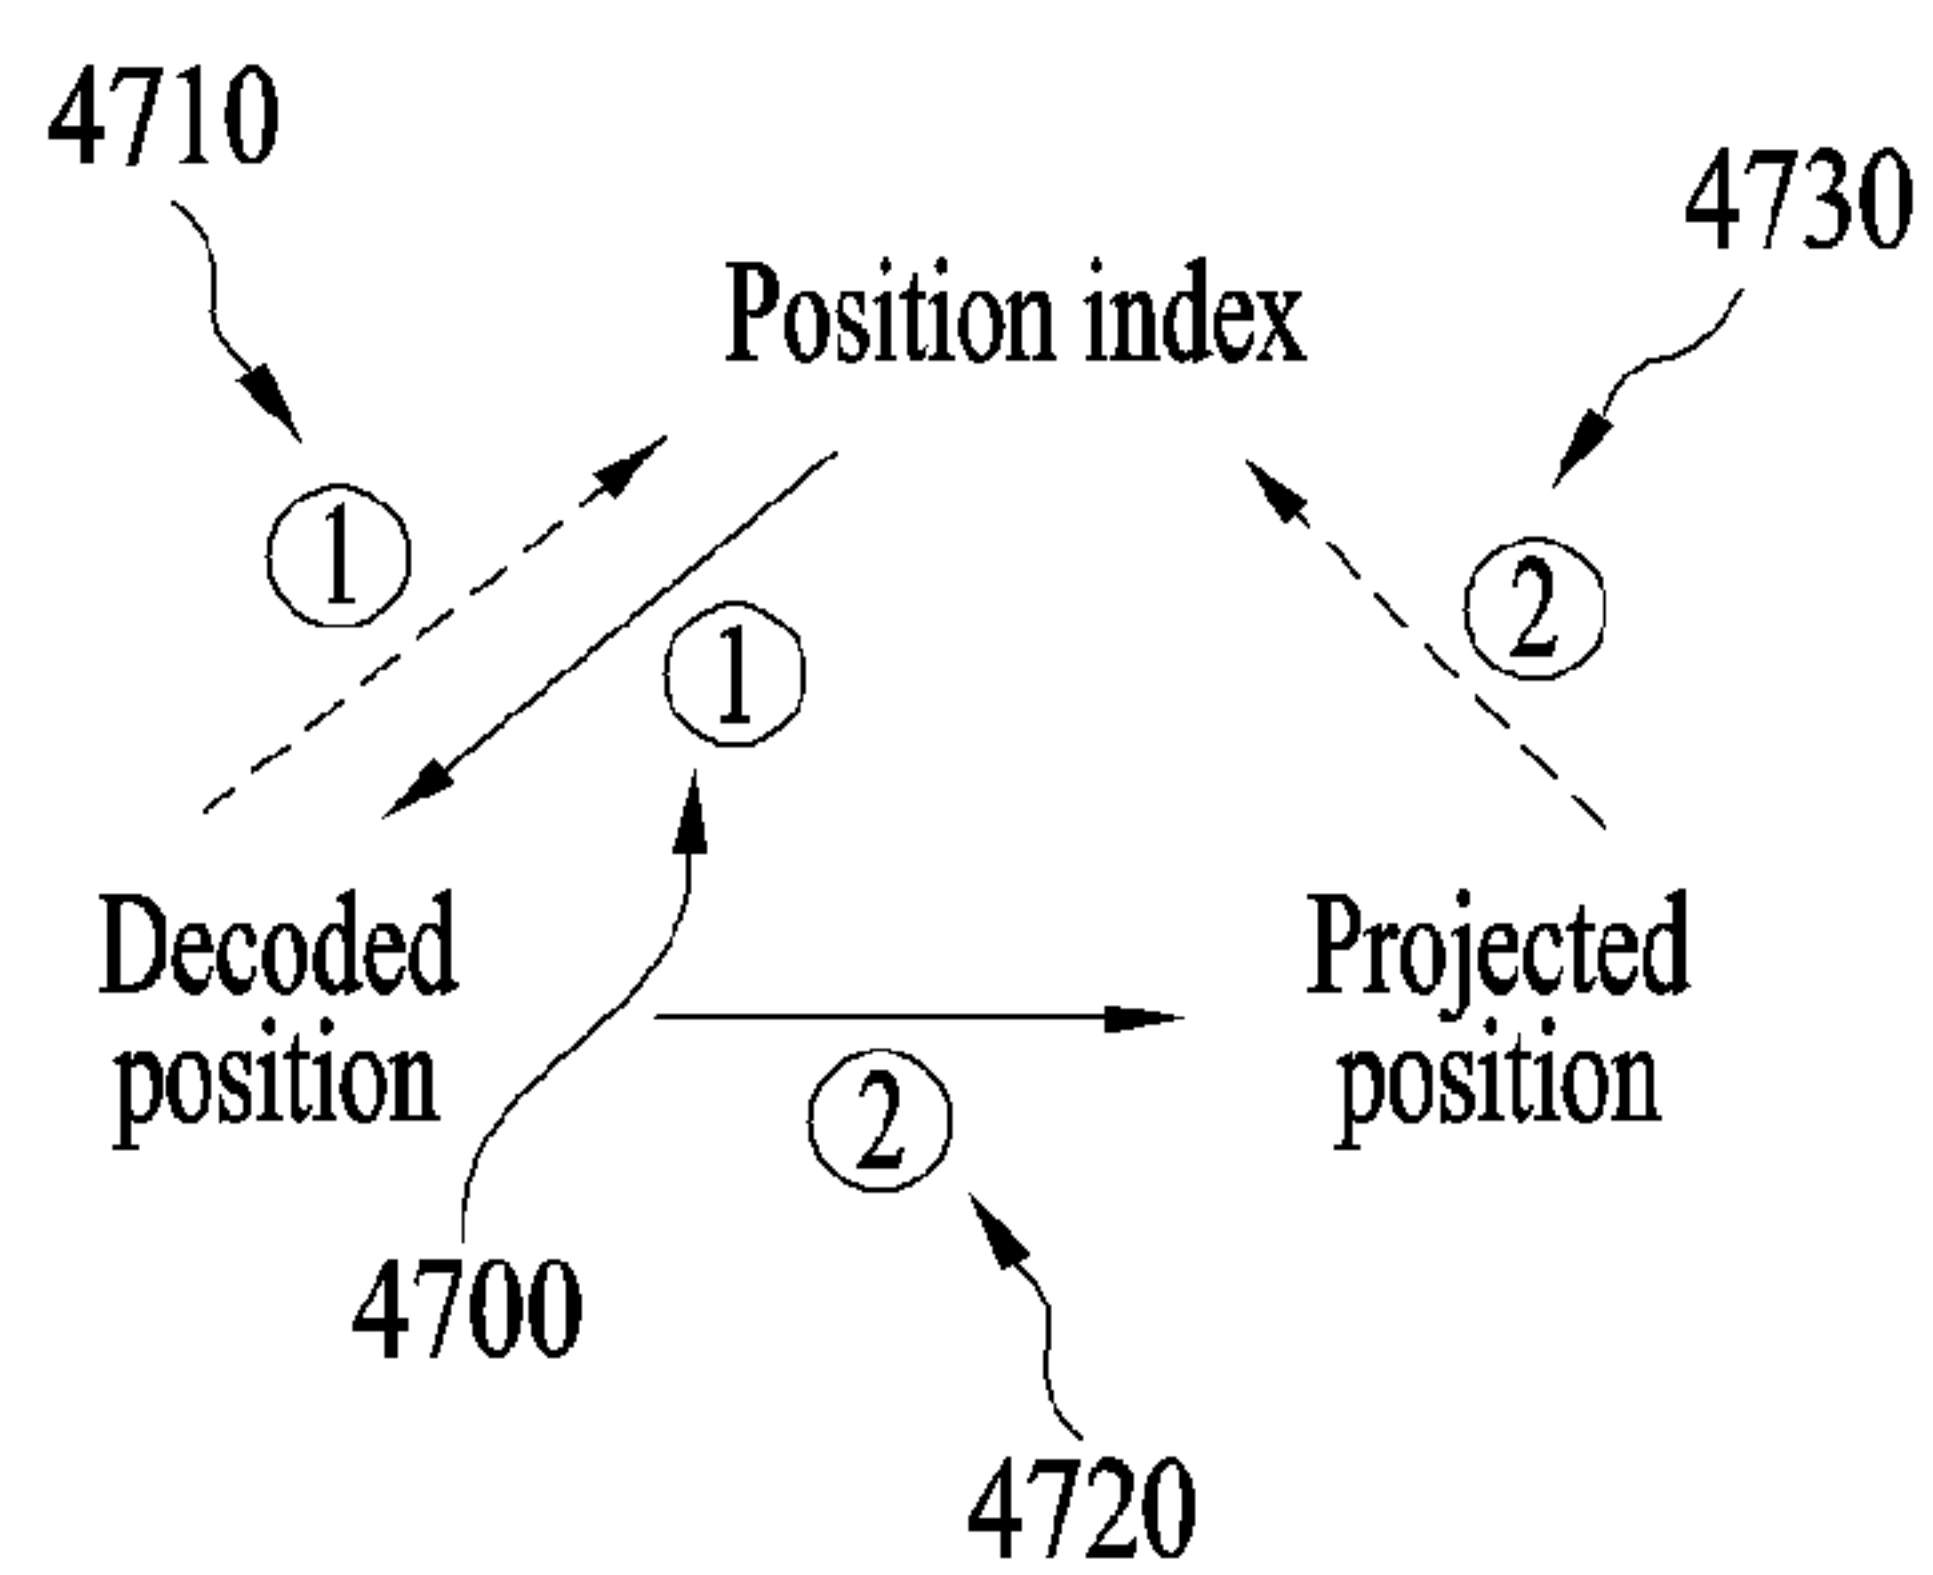 4710
4730
Position index
①
②
①
Decoded
position
Projected
position
②
4700
4720